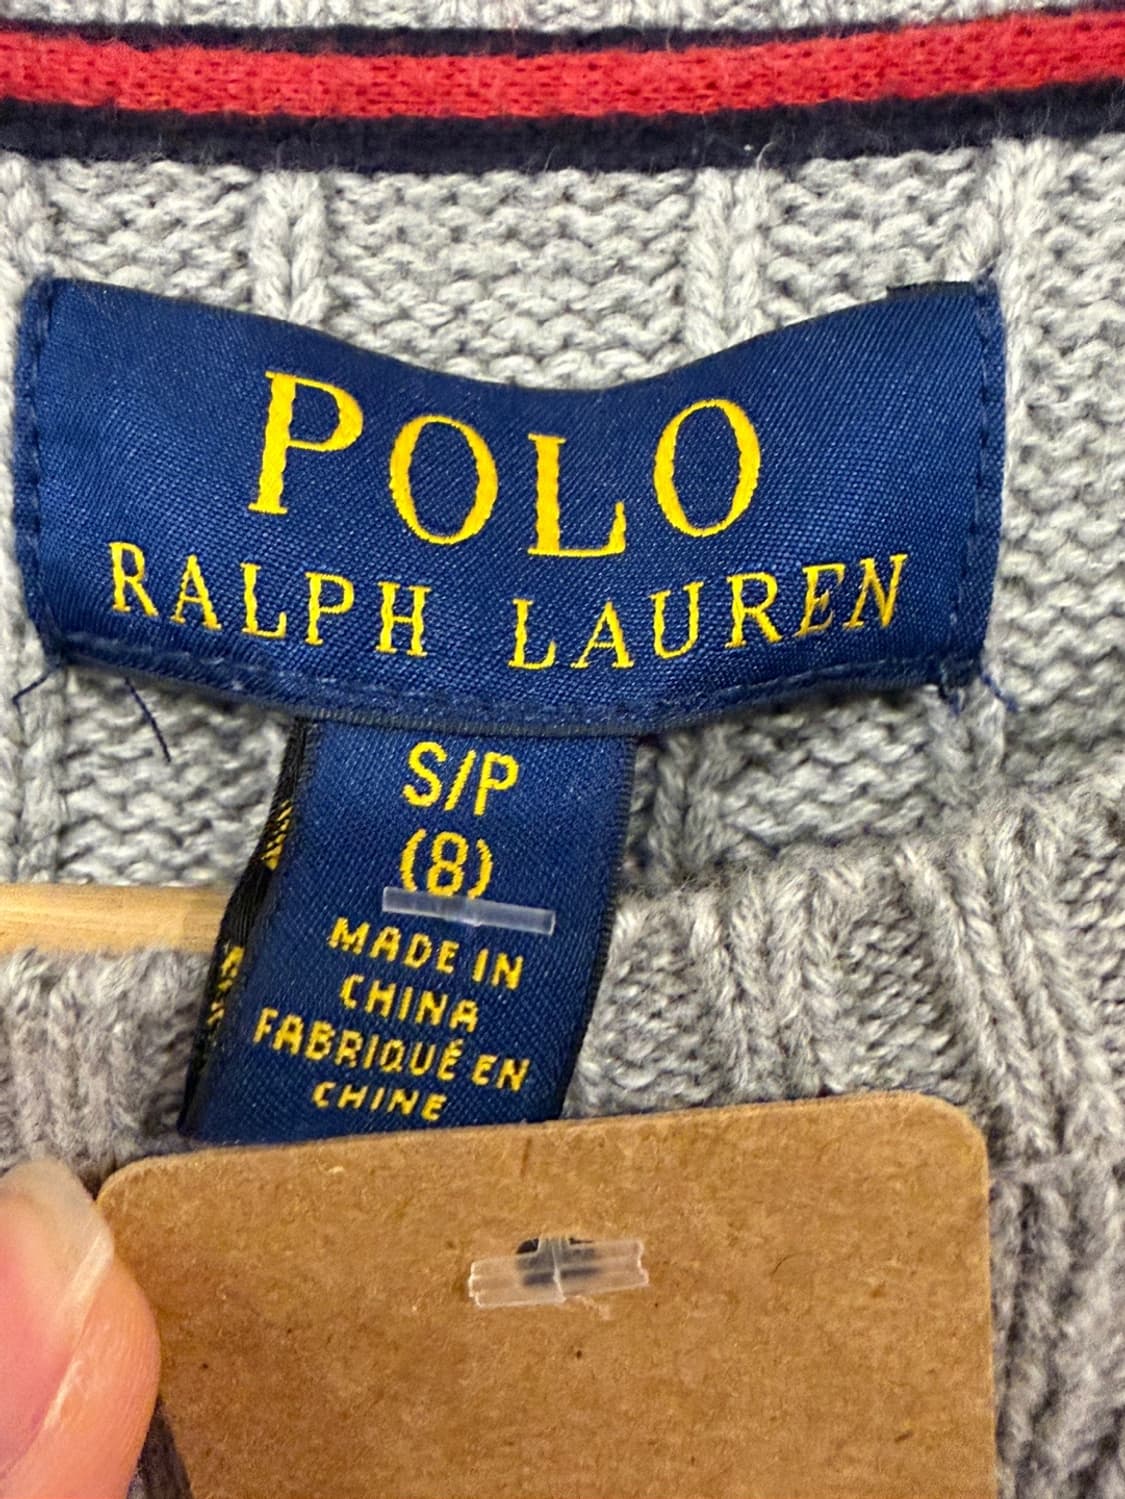 POLO
RALPH LAUREN
S/P
(8)
MADE IN
CHINA
FABRIQUÉ EN
CHINE